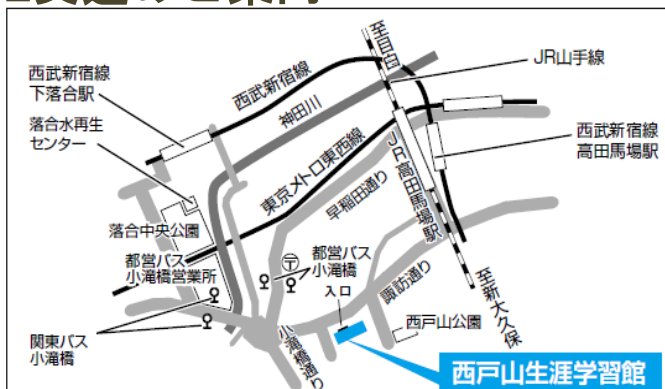 至目白
JR山手線
西武新宿線
下落合駅
西武新宿線
神田川
落合水再生
センター
東京メトロ東西線
早稲田通り
JR高田馬場駅
西武新宿線
高田馬場駅
落合中央公園
都営バス
小滝橋営業所
〒
都営バス
小滝橋
入口
諏訪通り
至新大久保
関東バス
小滝橋
小滝橋通り
西戸山公園
西戸山生涯学習館